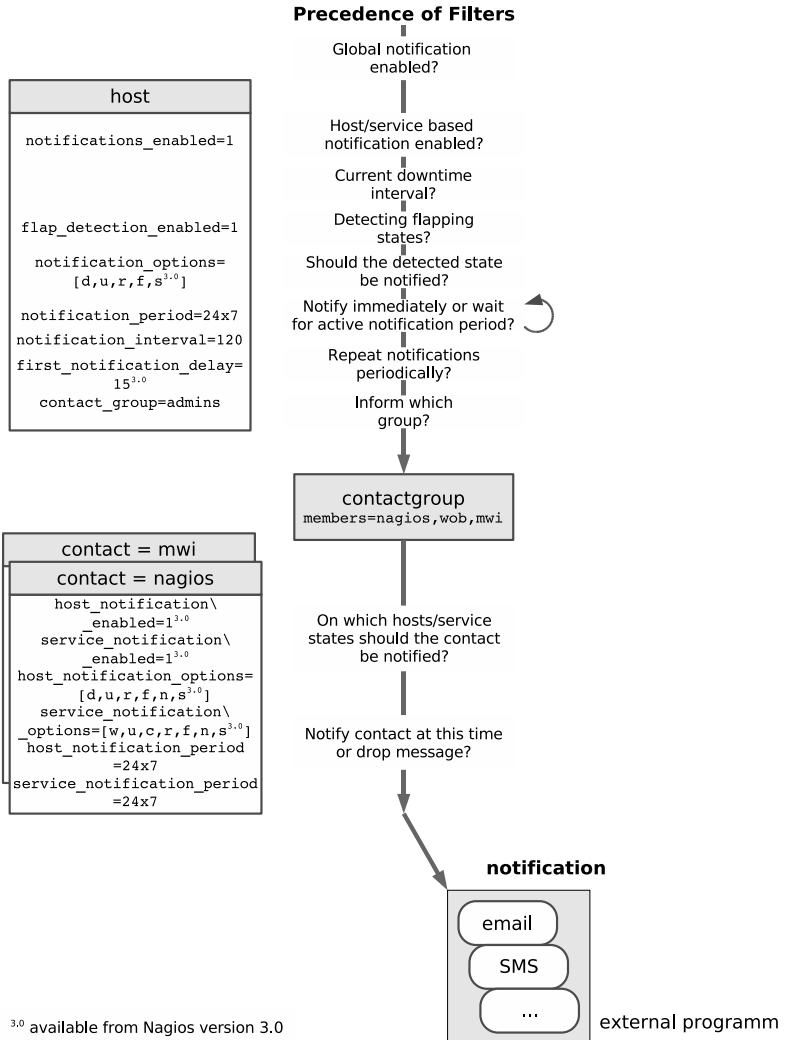 Precedence of Filters
Global notification
enabled?
host
notifications_enabled=1
Host/service based
notification enabled?
Current downtime
interval?
flap_detection_enabled=1
Detecting flapping
states?
notification_options=
[d,u,r,f,s3.0]
Should the detected state
be notified?
notification_period=24x7
Notify immediately or wait
for active notification period?
notification_interval=120
first_notification_delay=
153.0
Repeat notifications
periodically?
contact_group=admins
Inform which
group?
contactgroup
members=nagios,wob,mwi
contact = mwi
contact = nagios
host_notification\
_enabled=13.0
service_notification\
_enabled=13.0
host_notification_options=
[d,u,r,f,n,s3.0]
service_notification\
_options=[w,u,c,r,f,n,s3.0]
host_notification_period
=24x7
service_notification_period
=24x7
On which hosts/service
states should the contact
be notified?
Notify contact at this time
or drop message?
notification
email
SMS
...
external programm
3.0 available from Nagios version 3.0